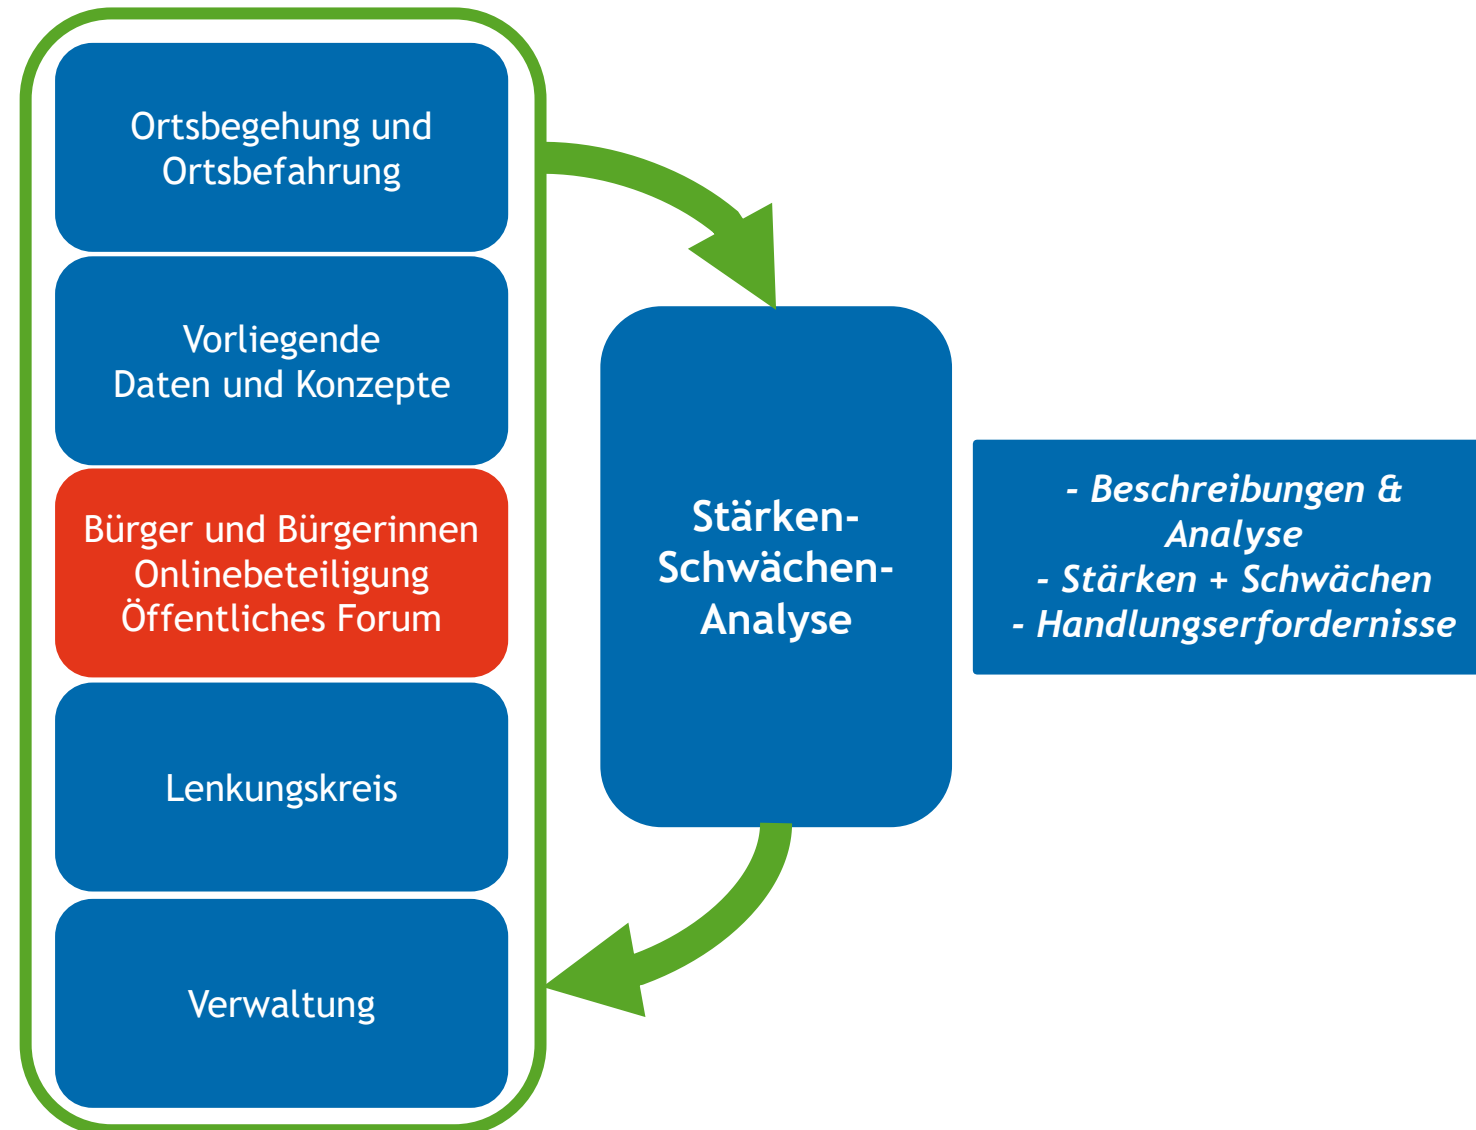 Ortsbegehung und
Ortsbefahrung
Vorliegende
Daten und Konzepte
Bürger und Bürgerinnen
Onlinebeteiligung
Öffentliches Forum
Lenkungskreis
Verwaltung
Stärken-
Schwächen-
Analyse
- Beschreibungen &
Analyse
- Stärken + Schwächen
- Handlungserfordernisse